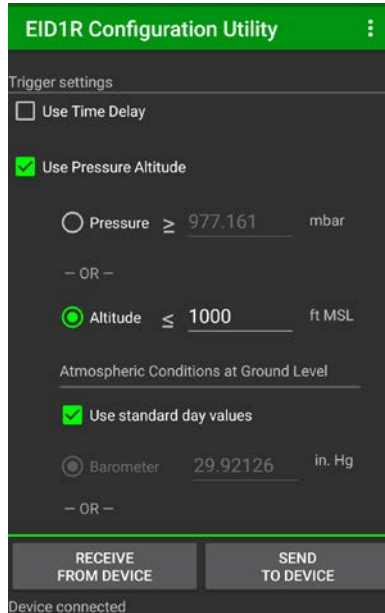 EID1R Configuration Utility
Trigger settings
Use Time Delay
Use Pressure Altitude
Pressure ≥ 977.161 mbar
– OR –
Altitude ≤ 1000 ft MSL
Atmospheric Conditions at Ground Level
Use standard day values
Barometer 29.92126 in. Hg
– OR –
RECEIVE SEND
FROM DEVICE TO DEVICE
Device connected